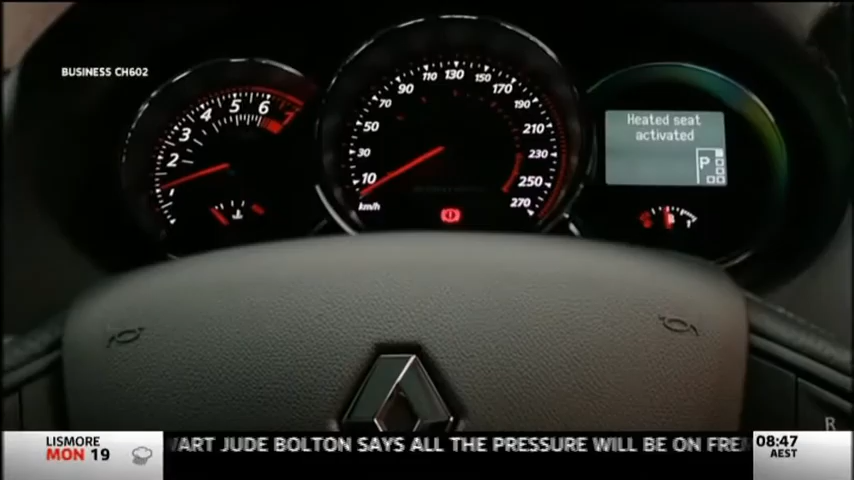 BUSINESS CH602
1
2
3
4
5
6
7
10
30
50
70
90
110
130
150
170
190
210
230
250
270
km/h
Heated seat
activated
P
1
R
LISMORE
MON 19
WART JUDE BOLTON SAYS ALL THE PRESSURE WILL BE ON FREM
08:47
AEST